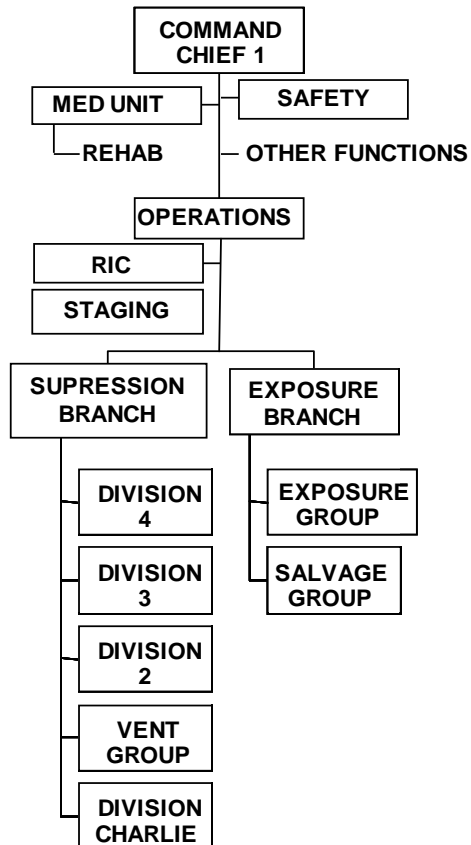 COMMAND
CHIEF 1
MED UNIT
SAFETY
REHAB
OTHER FUNCTIONS
OPERATIONS
RIC
STAGING
SUPRESSION
BRANCH
EXPOSURE
BRANCH
DIVISION
4
DIVISION
3
DIVISION
2
VENT
GROUP
DIVISION
CHARLIE
EXPOSURE
GROUP
SALVAGE
GROUP